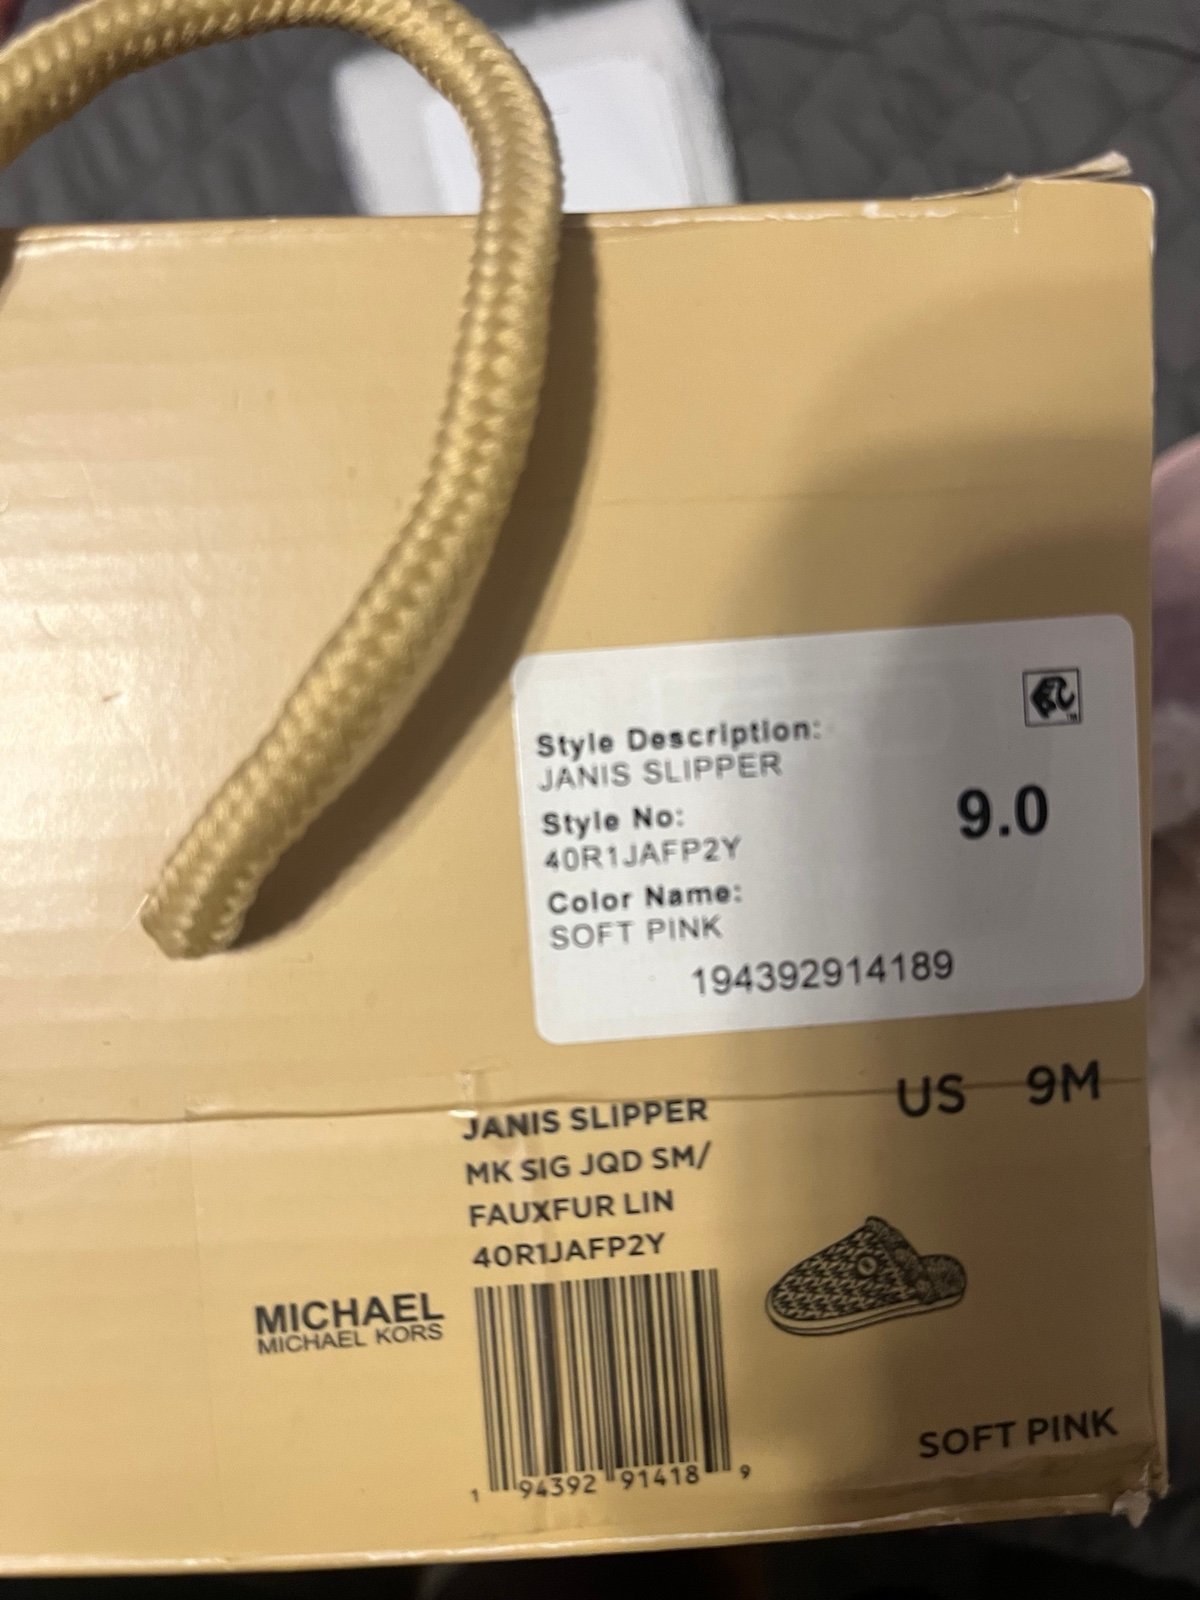 Style Description:
JANIS SLIPPER
Style No:
40R1JAFP2Y
9.0
Color Name:
SOFT PINK
194392914189
US 9M
JANIS SLIPPER
MK SIG JQD SM/
FAUXFUR LIN
40R1JAFP2Y
MICHAEL
MICHAEL KORS
1 94392 91418 9
SOFT PINK